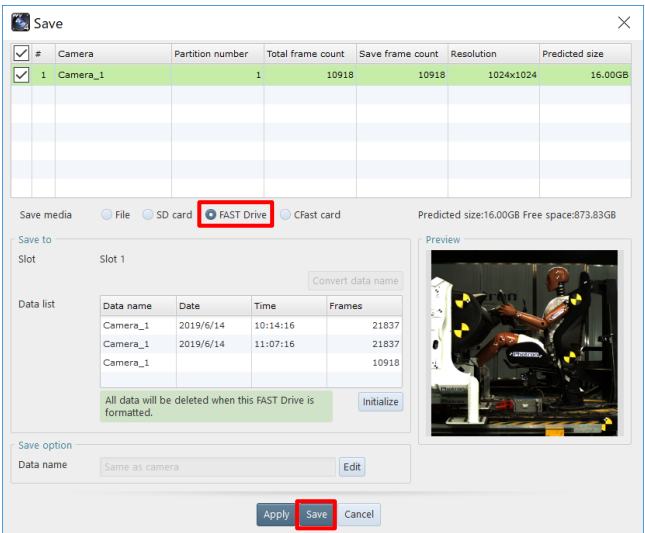 Save
# Camera Partition number Total frame count Save frame count Resolution Predicted size
1 Camera_1 1 10918 10918 1024x1024 16.00GB
Save media File SD card FAST Drive CFast card Predicted size:16.00GB Free space:873.83GB
Save to
Preview
Slot Slot 1
Convert data name
Data list
Data name Date Time Frames
Camera_1 2019/6/14 10:14:16 21837
Camera_1 2019/6/14 11:07:16 21837
Camera_1 10918
All data will be deleted when this FAST Drive is
formatted.
Initialize
Photron
Save option
Data name Same as camera Edit
Apply Save Cancel